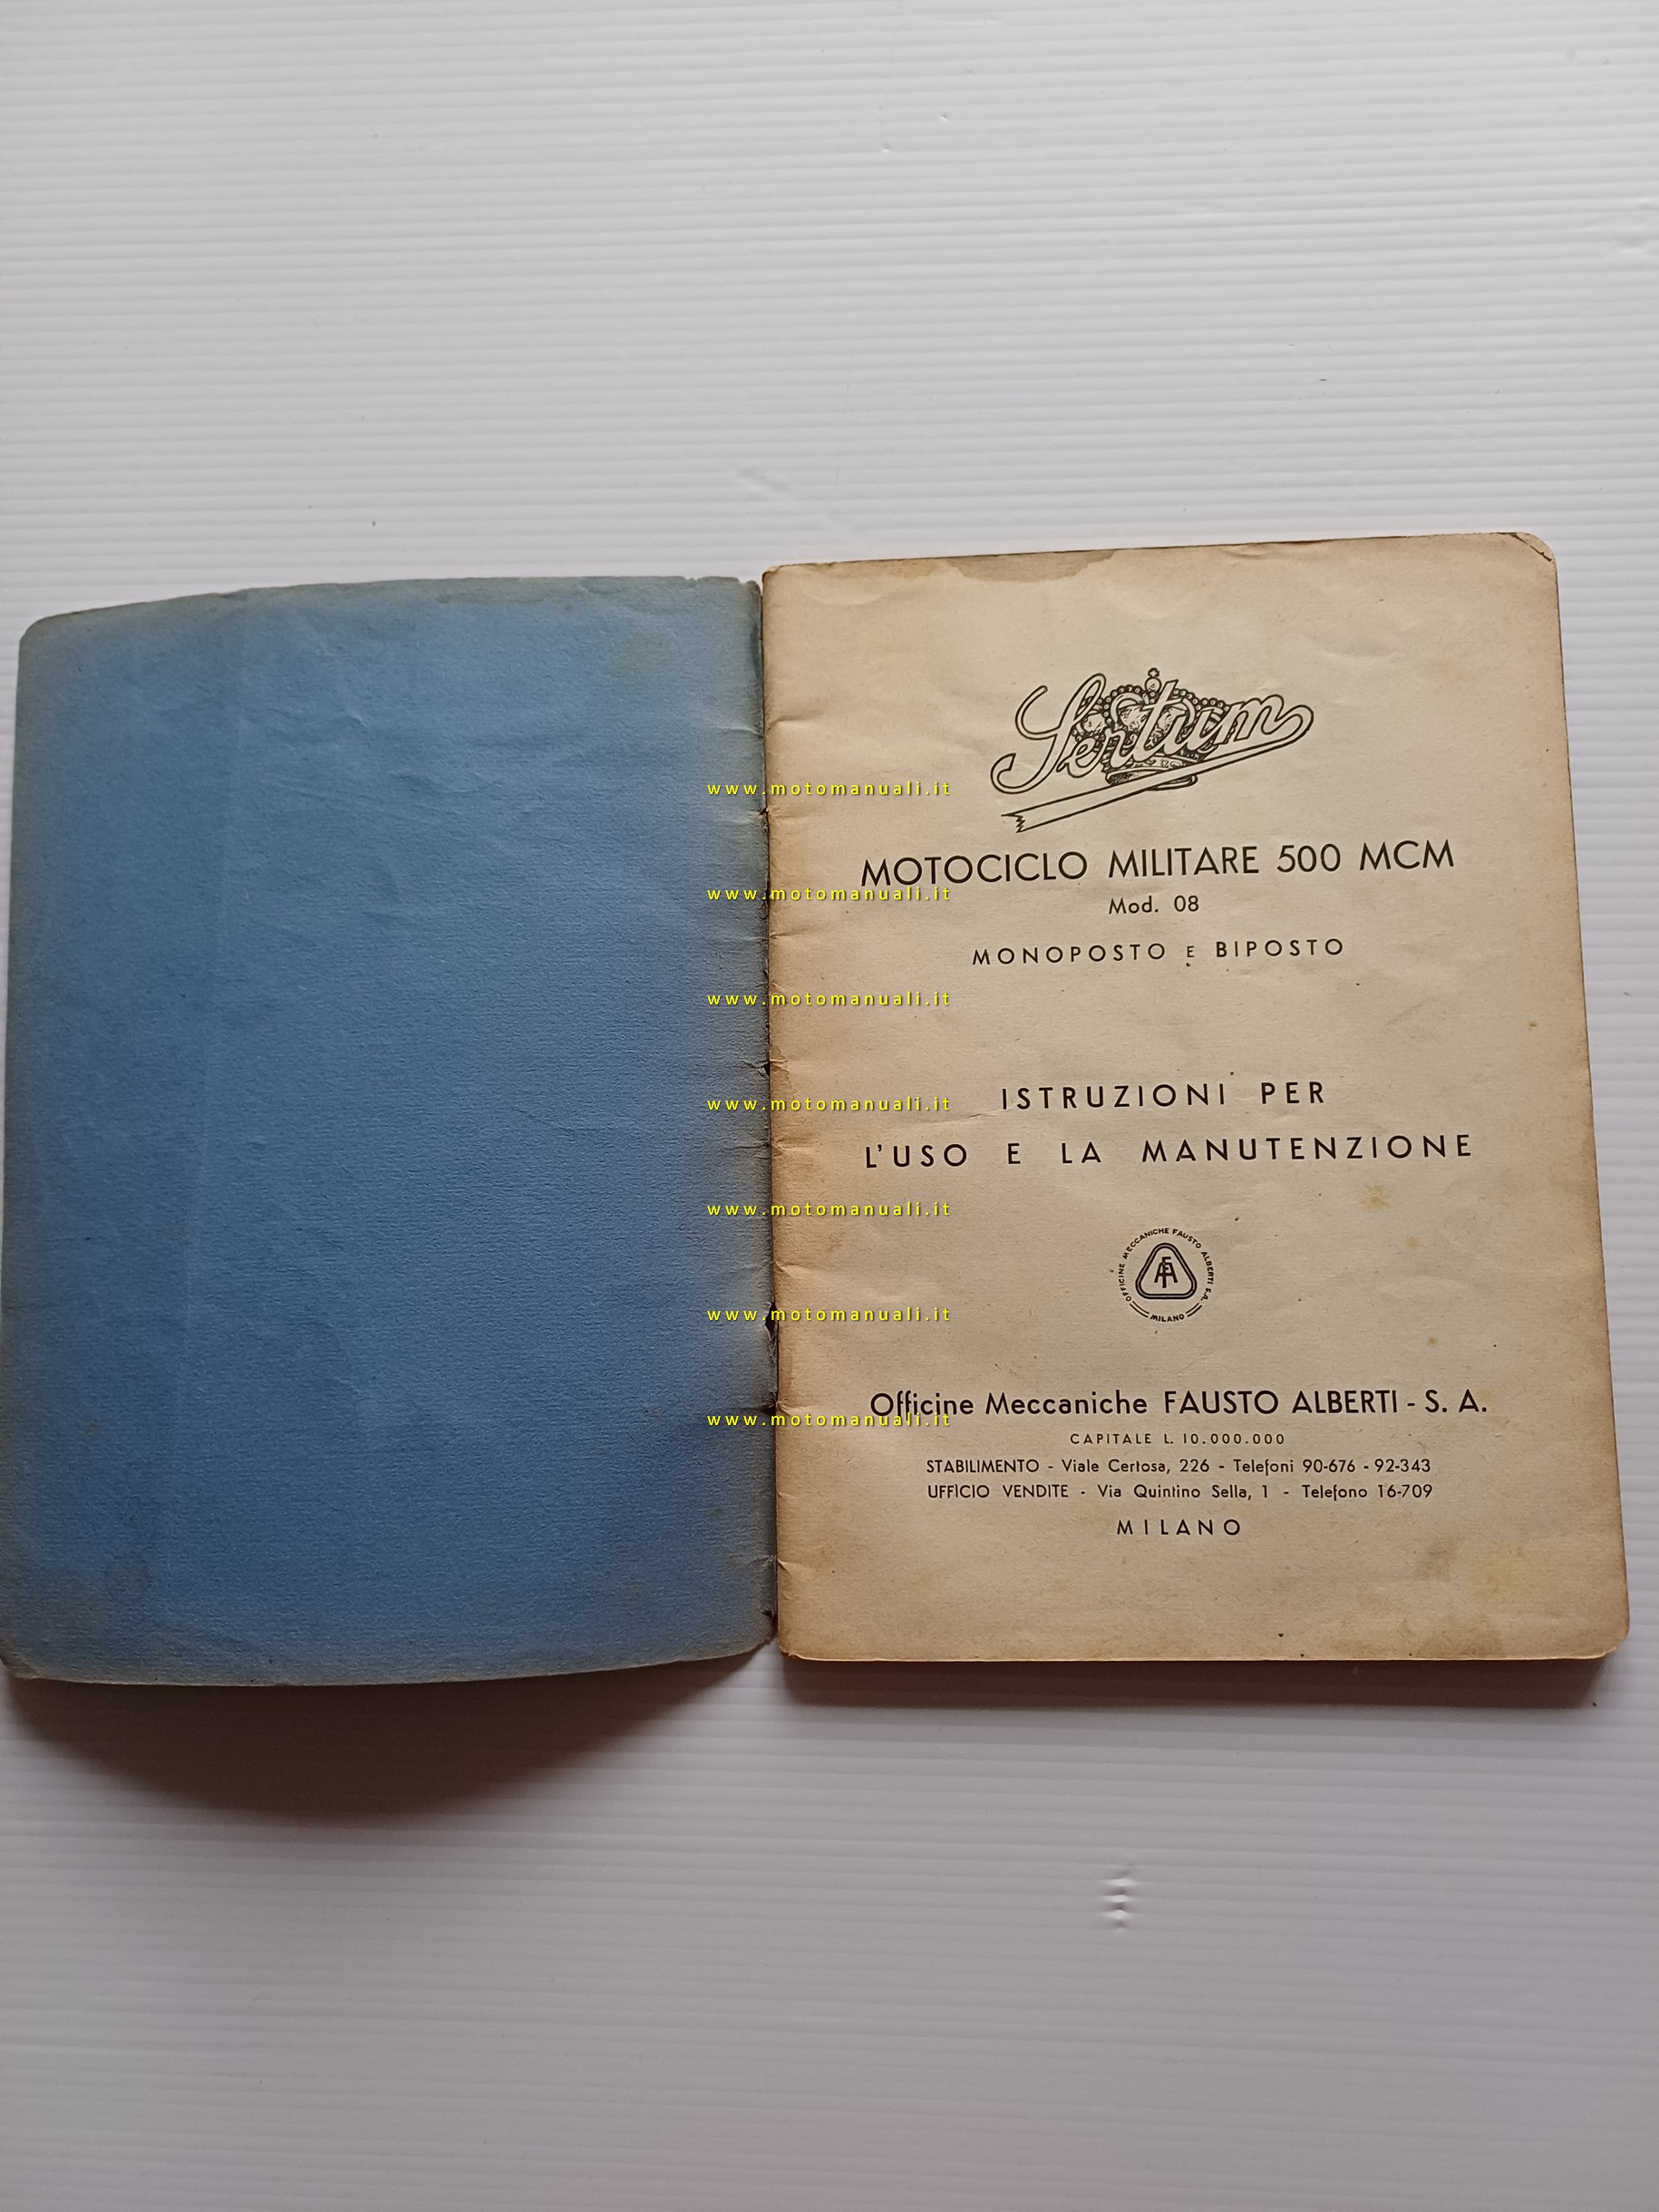 Sertum
MOTOCICLO MILITARE 500 MCM
Mod. 08
MONOPOSTO E BIPOSTO
ISTRUZIONI PER
L'USO E LA MANUTENZIONE
OFFICINE MECCANICHE FAUSTO ALBERTI S.A.
MILANO
Officine Meccaniche FAUSTO ALBERTI - S. A.
CAPITALE L. 10.000.000
STABILIMENTO - Viale Certosa, 226 - Telefoni 90-676 - 92-343
UFFICIO VENDITE - Via Quintino Sella, 1 - Telefono 16-709
MILANO
www.motomanuali.it
www.motomanuali.it
www.motomanuali.it
www.motomanuali.it
www.motomanuali.it
www.motomanuali.it
www.motomanuali.it